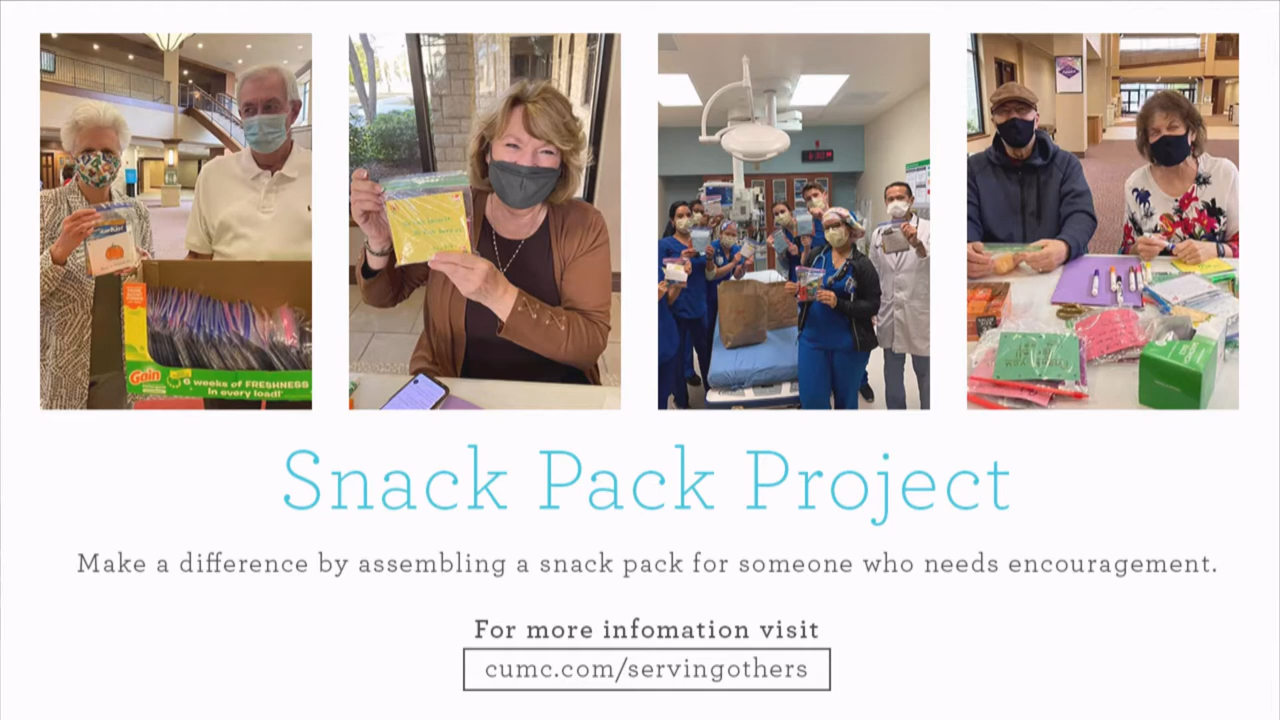 Gain
6 weeks of FRESHNESS
in every load!
Snack Pack Project
Make a difference by assembling a snack pack for someone who needs encouragement.
For more infomation visit
cumc.com/servingothers